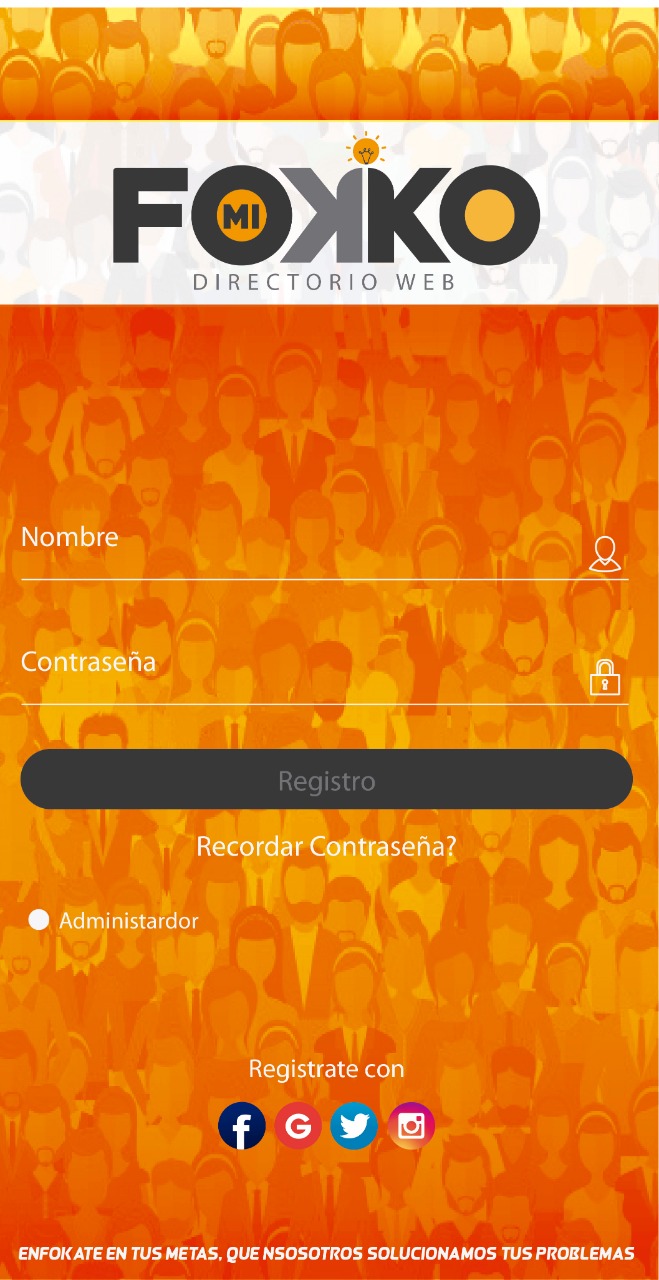 FOKKO
MI
DIRECTORIO WEB
Nombre
Contraseña
Registro
Recordar Contraseña?
Administardor
Registrate con
ENFOKATE EN TUS METAS, QUE NSOSOTROS SOLUCIONAMOS TUS PROBLEMAS